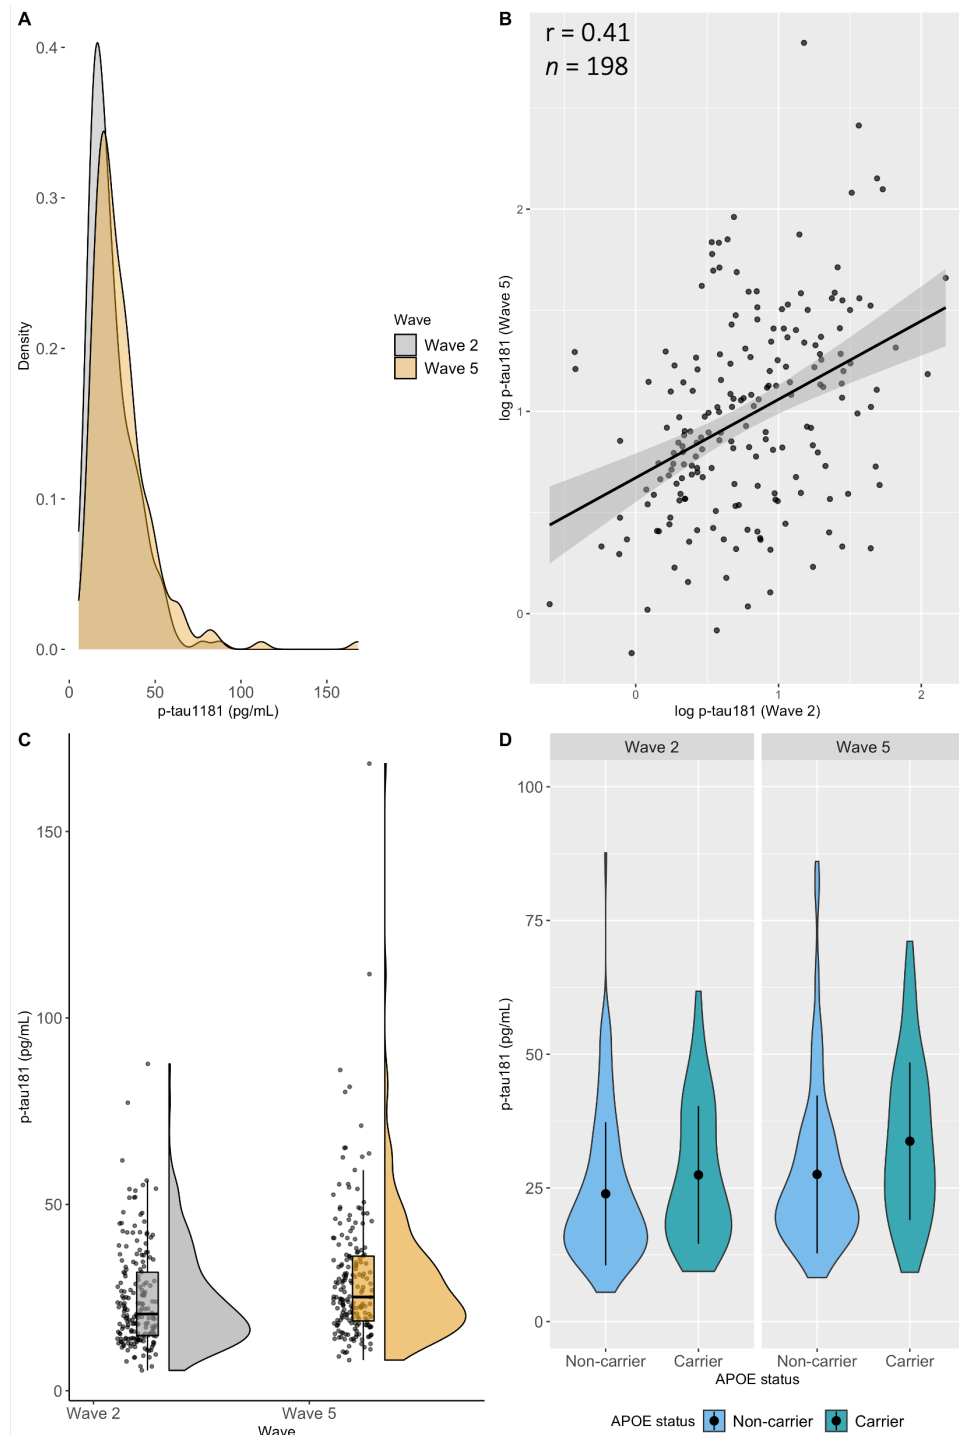 A
0.4
0.3
0.2
0.1
0.0
Density
0 50 100 150
p-tau1181 (pg/mL)
Wave
Wave 2
Wave 5
B
r = 0.41
n = 198
2
1
0
log p-tau181 (Wave 5)
0 1 2
log p-tau181 (Wave 2)
C
150
100
50
0
p-tau181 (pg/mL)
Wave 2 Wave 5
Wave
D
Wave 2 Wave 5
100
75
50
25
0
p-tau181 (pg/mL)
Non-carrier Carrier Non-carrier Carrier
APOE status
APOE status Non-carrier Carrier